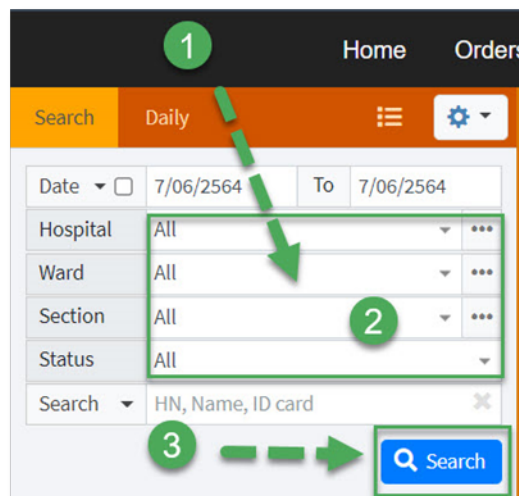 1
Home Orders
Search Daily
Date 7/06/2564 To 7/06/2564
Hospital All
Ward All
Section All
2
Status All
Search HN, Name, ID card
3
Search